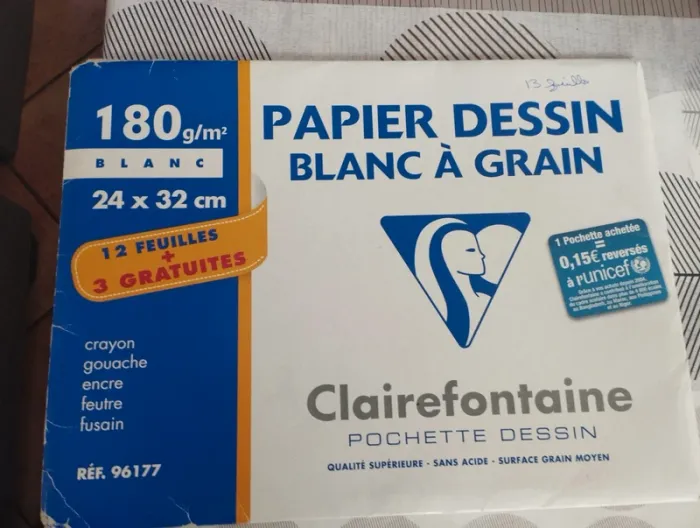 13 feuilles
180g/m²
BLANC
24 x 32 cm
12 FEUILLES
+
3 GRATUITES
crayon
gouache
encre
feutre
fusain
RÉF. 96177
PAPIER DESSIN
BLANC À GRAIN
1 Pochette achetée
=
0,15€ reversés
à l'unicef
Clairefontaine
POCHETTE DESSIN
QUALITÉ SUPÉRIEURE - SANS ACIDE - SURFACE GRAIN MOYEN